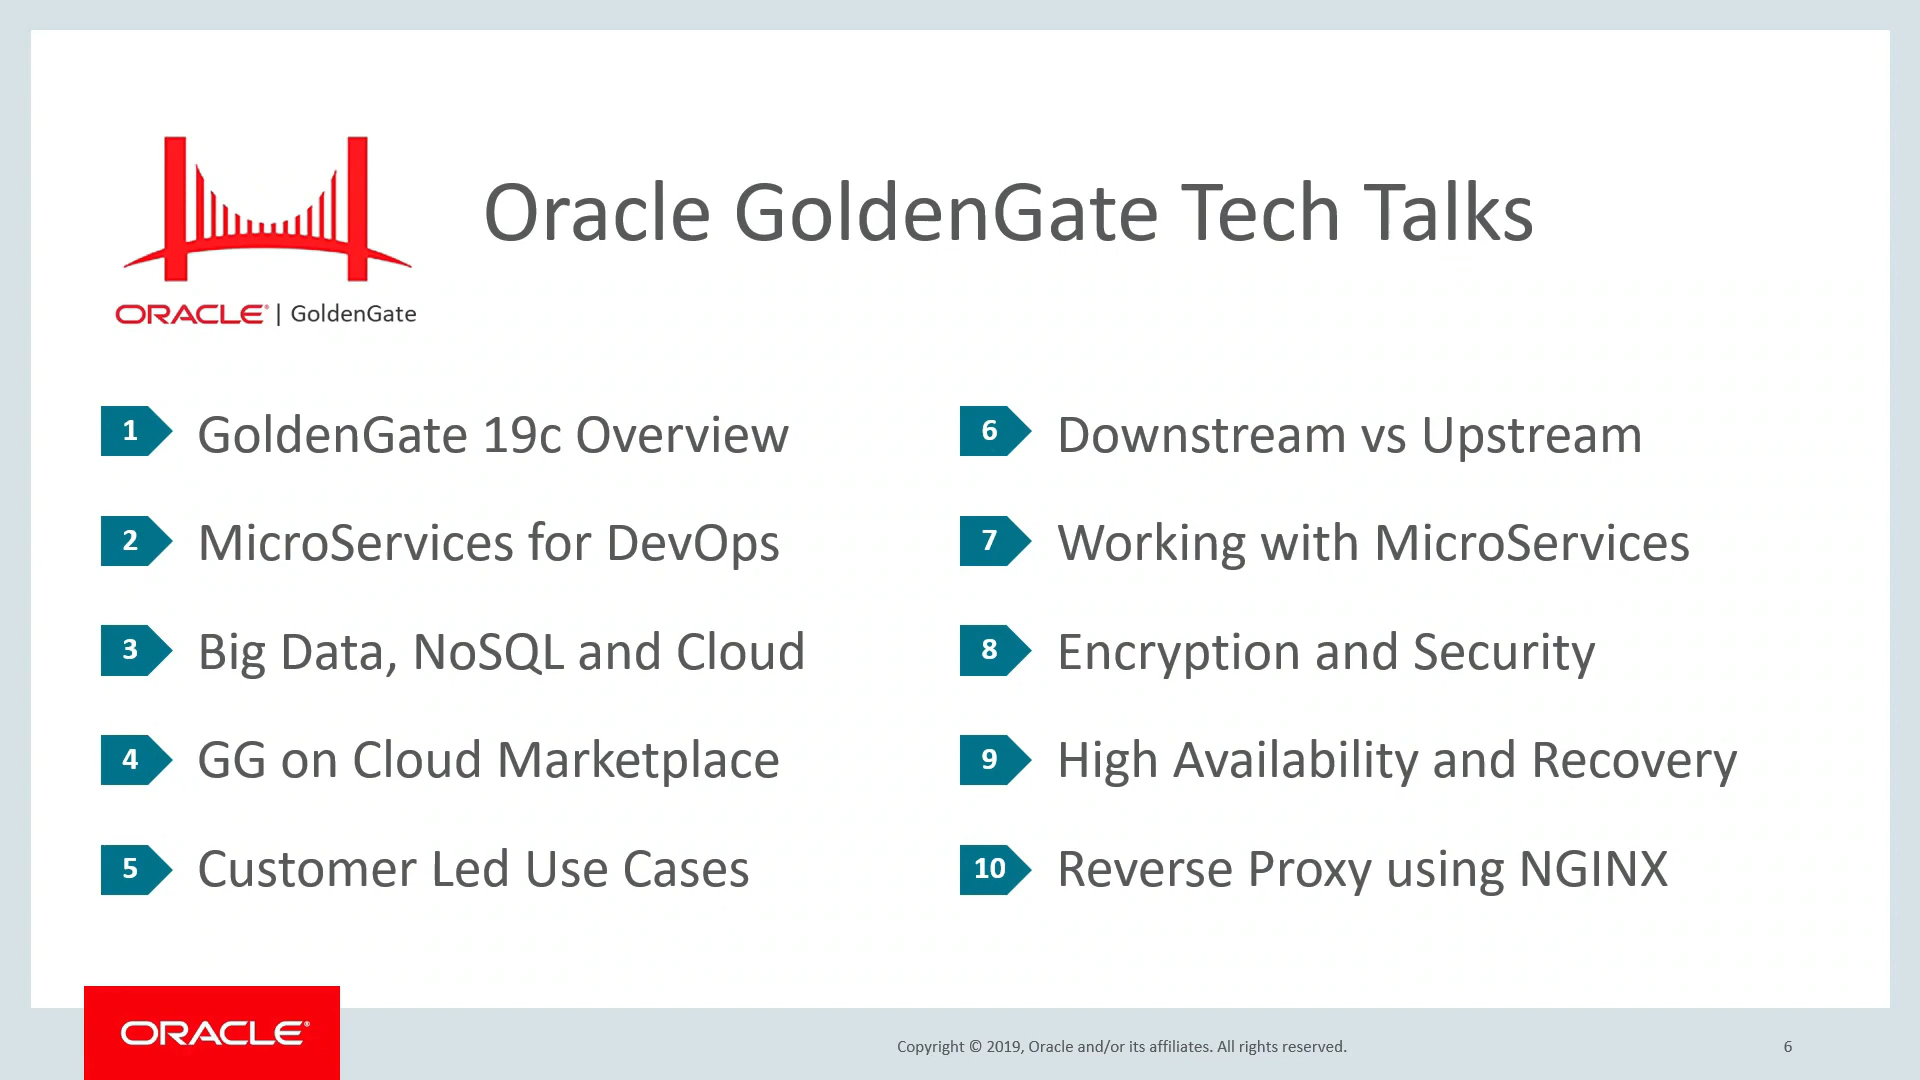 Oracle GoldenGate Tech Talks
ORACLE® | GoldenGate
1 GoldenGate 19c Overview
2 MicroServices for DevOps
3 Big Data, NoSQL and Cloud
4 GG on Cloud Marketplace
5 Customer Led Use Cases
6 Downstream vs Upstream
7 Working with MicroServices
8 Encryption and Security
9 High Availability and Recovery
10 Reverse Proxy using NGINX
ORACLE®
Copyright © 2019, Oracle and/or its affiliates. All rights reserved.
6